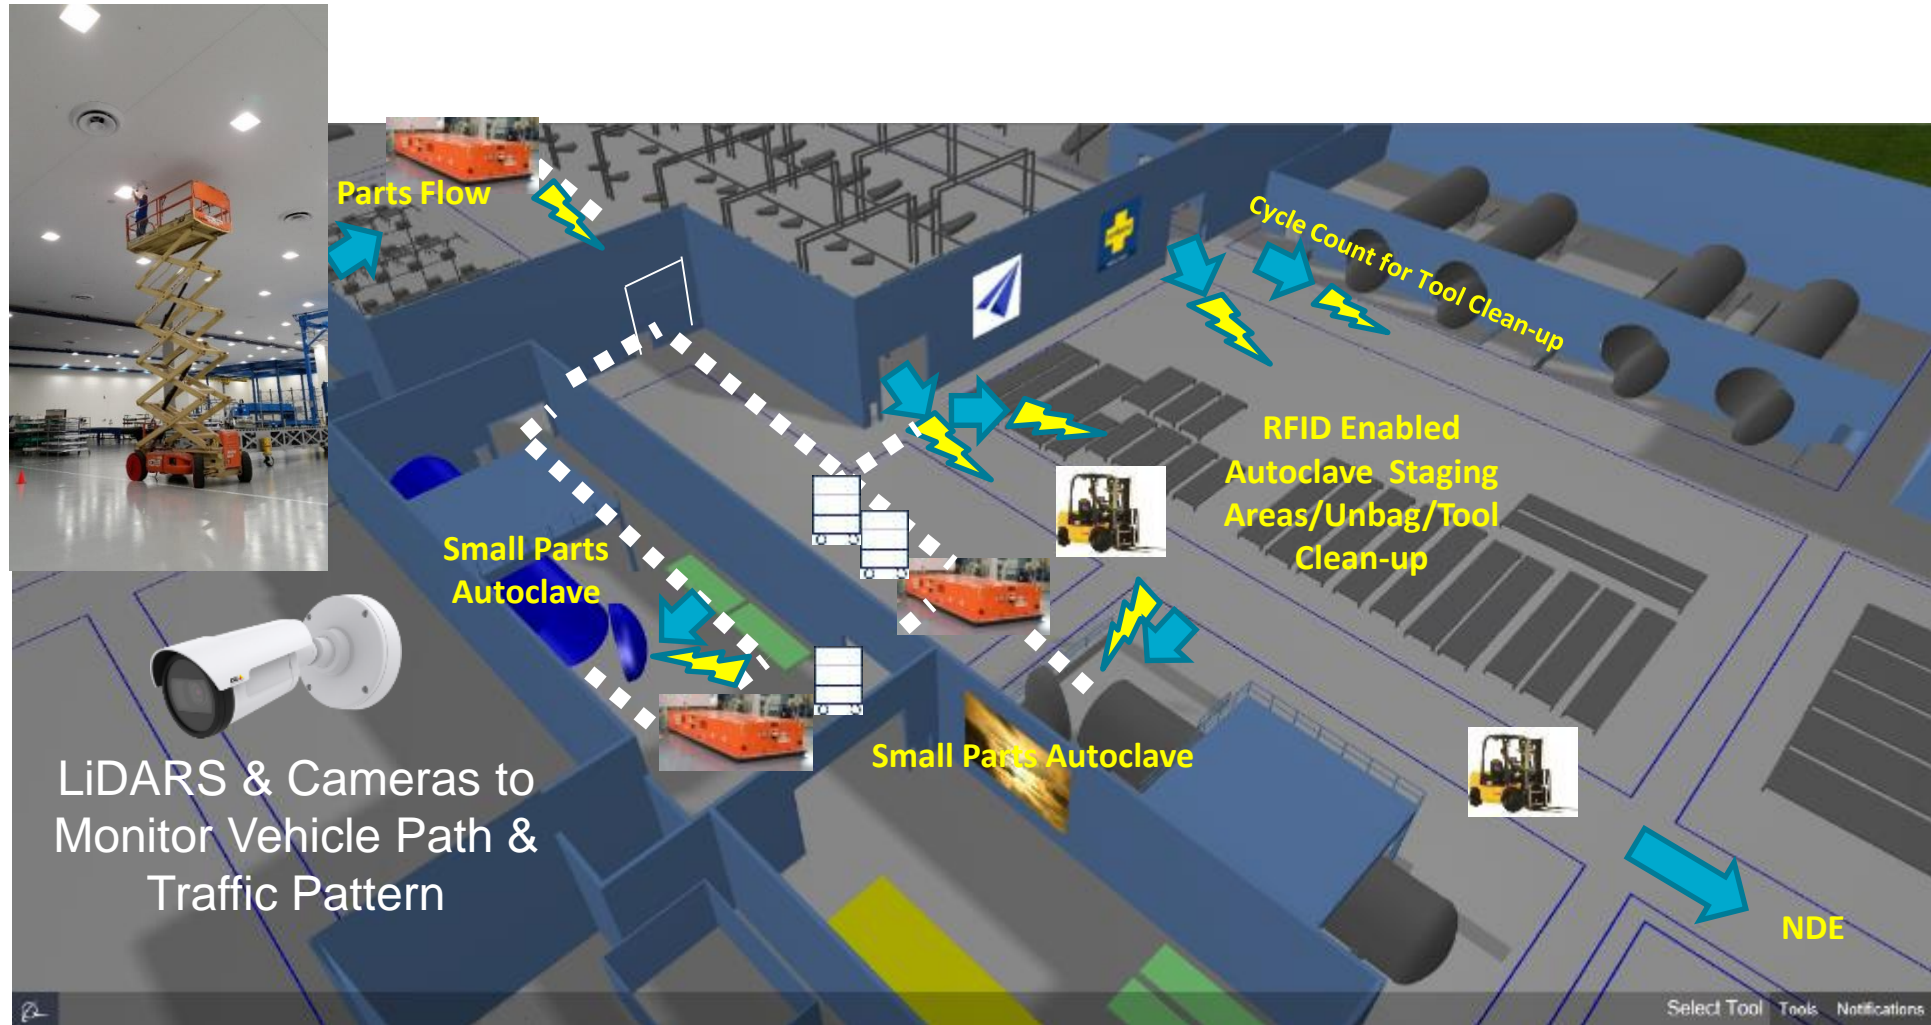 Parts Flow
Cycle Count for Tool Clean-up
RFID Enabled
Autoclave Staging
Areas/Unbag/Tool
Clean-up
Small Parts
Autoclave
Small Parts Autoclave
LiDARS & Cameras to
Monitor Vehicle Path &
Traffic Pattern
NDE
Select Tool Tools Notifications